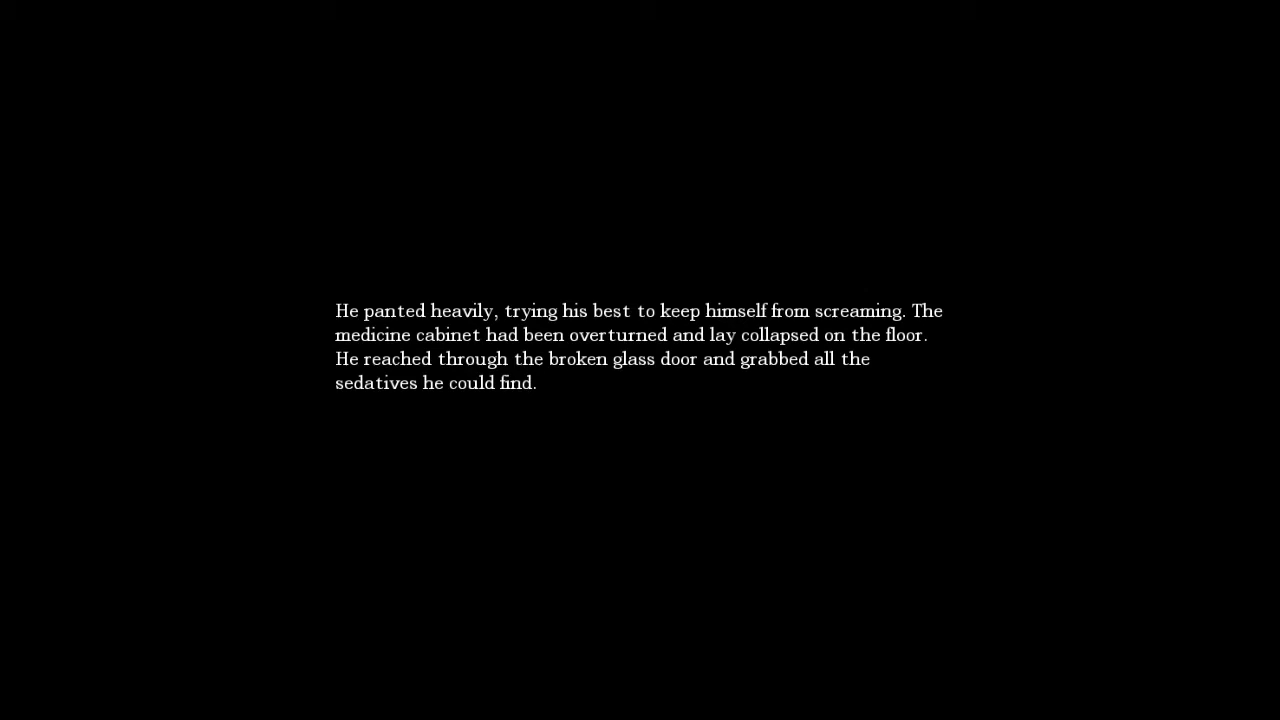 He panted heavily, trying his best to keep himself from screaming. The
medicine cabinet had been overturned and lay collapsed on the floor.
He reached through the broken glass door and grabbed all the
sedatives he could find.